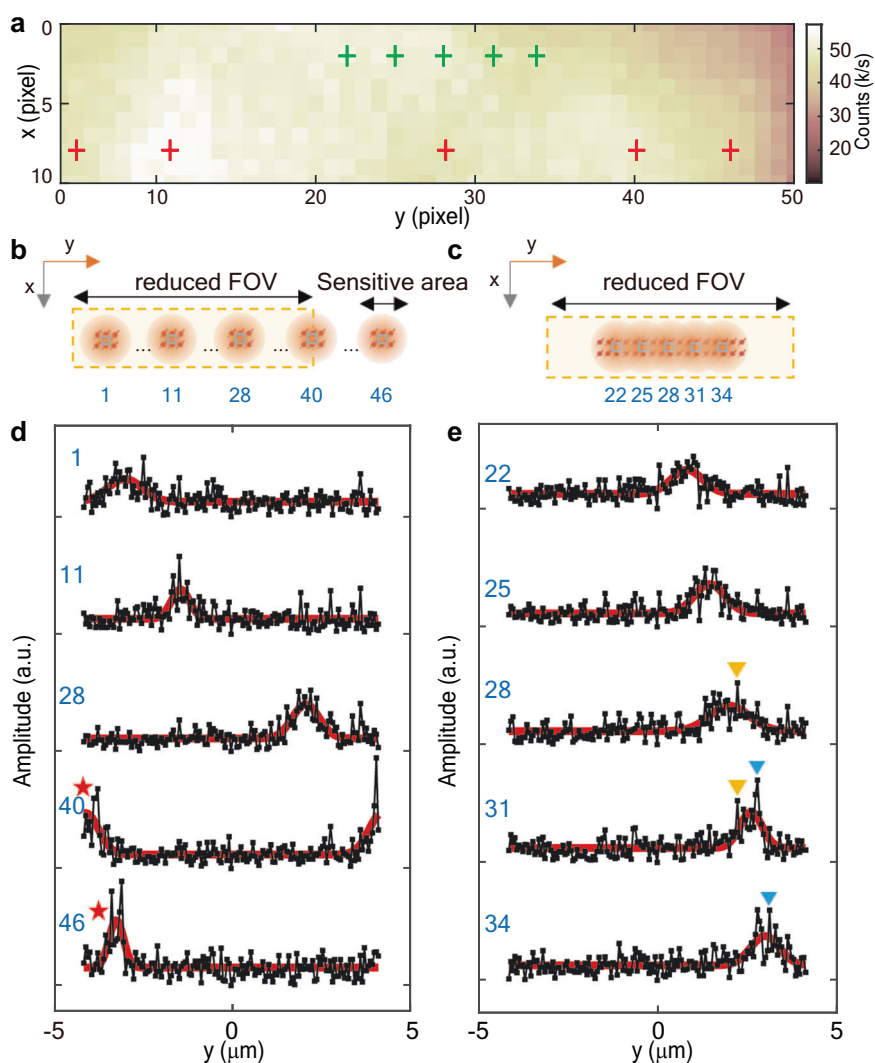 a
0
5
10
x (pixel)
0
10
20
30
40
50
y (pixel)
50
40
30
20
Counts (k/s)
b
y
x
reduced FOV
Sensitive area
... ... ... ...
1 11 28 40 46
c
y
x
reduced FOV
22 25 28 31 34
d
1
11
28
40
46
Amplitude (a.u.)
-5 0 5
y (μm)
e
22
25
28
31
34
Amplitude (a.u.)
-5 0 5
y (μm)